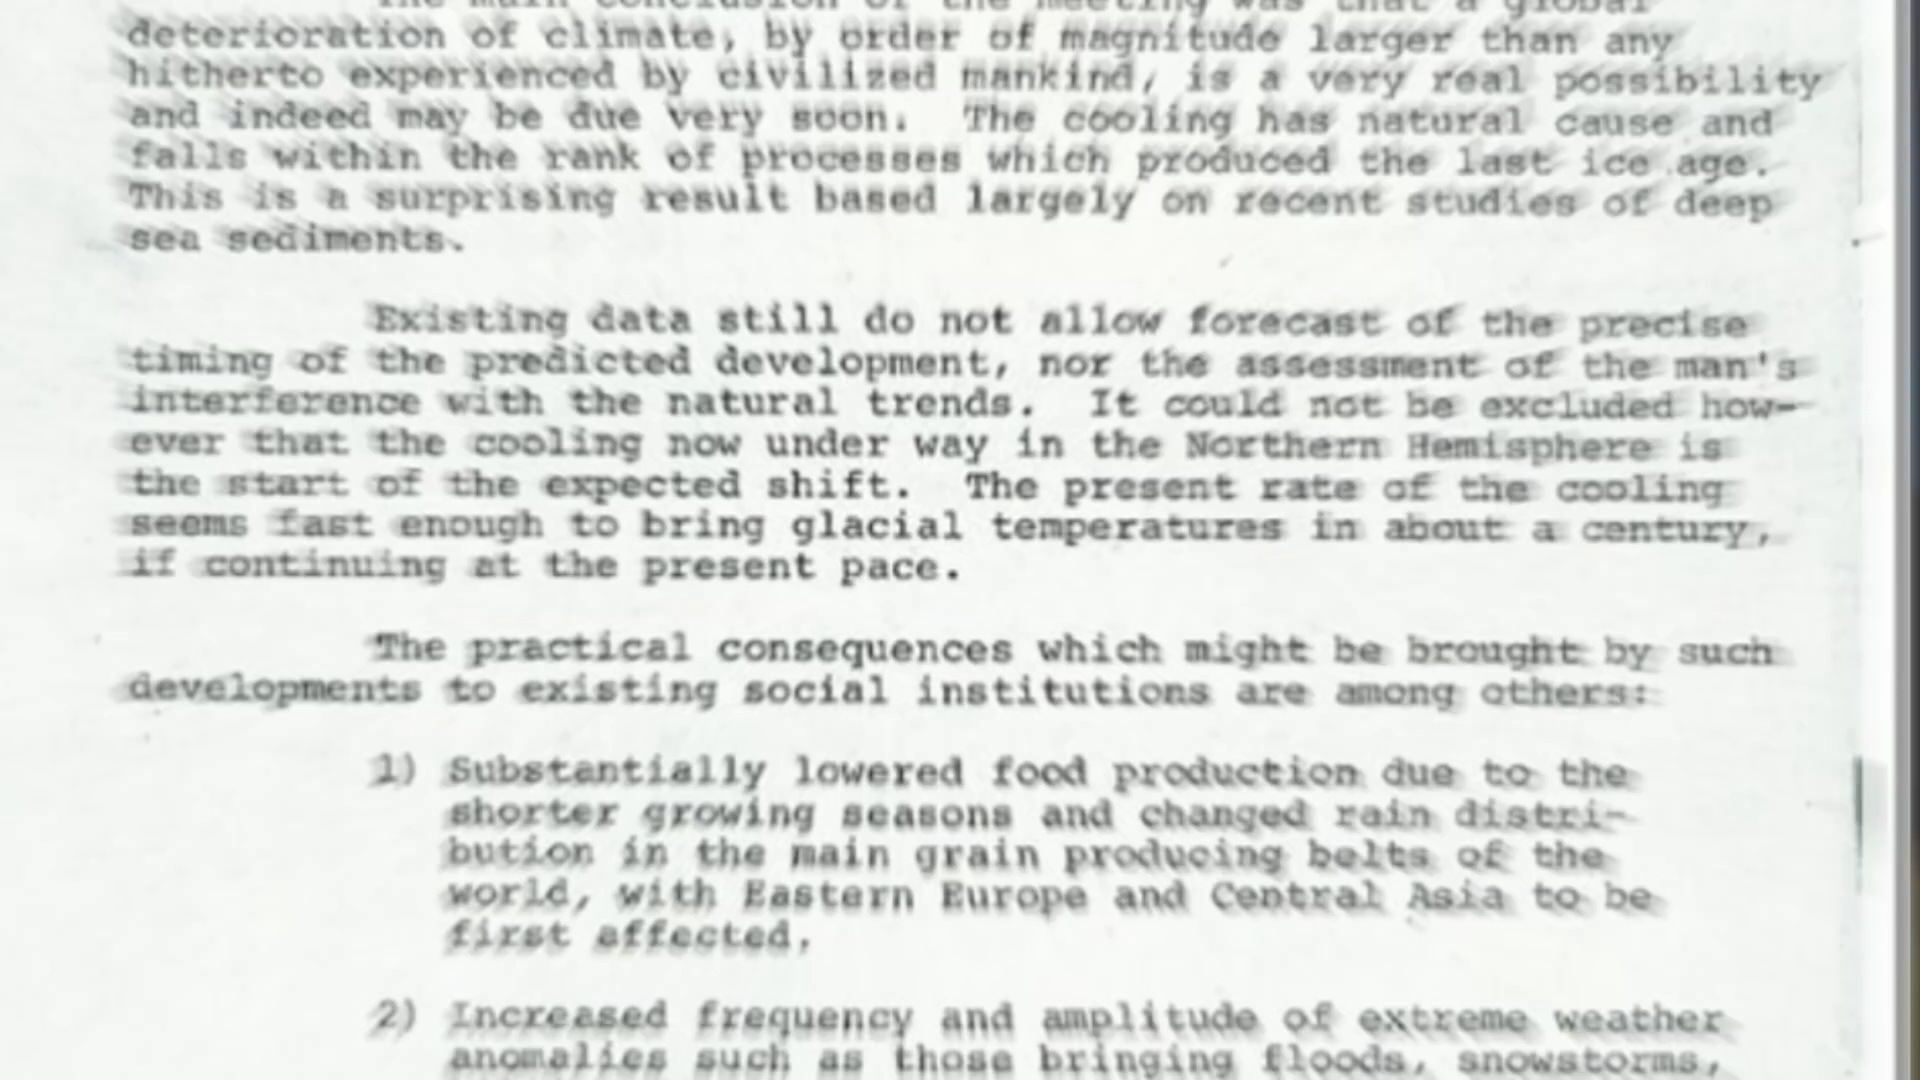 The main conclusion of the meeting was that a global
deterioration of climate, by order of magnitude larger than any
hitherto experienced by civilized mankind, is a very real possibility
and indeed may be due very soon. The cooling has natural cause and
falls within the rank of processes which produced the last ice age.
This is a surprising result based largely on recent studies of deep
sea sediments.
Existing data still do not allow forecast of the precise
timing of the predicted development, nor the assessment of the man's
interference with the natural trends. It could not be excluded how-
ever that the cooling now under way in the Northern Hemisphere is
the start of the expected shift. The present rate of the cooling
seems fast enough to bring glacial temperatures in about a century,
if continuing at the present pace.
The practical consequences which might be brought by such
developments to existing social institutions are among others:
1) Substantially lowered food production due to the
shorter growing seasons and changed rain distri-
bution in the main grain producing belts of the
world, with Eastern Europe and Central Asia to be
first affected.
2) Increased frequency and amplitude of extreme weather
anomalies such as those bringing floods, snowstorms,